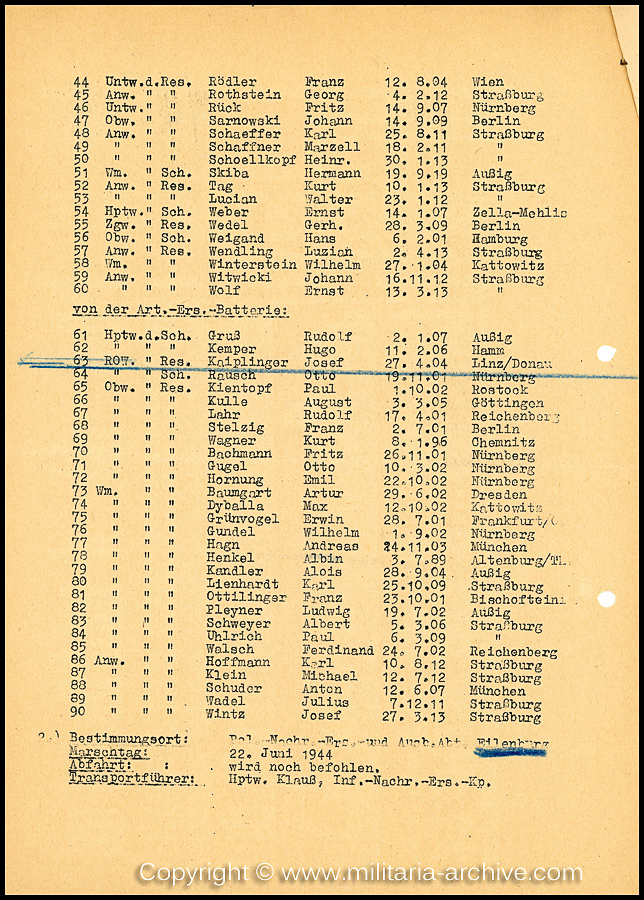 44 Untw.d.Res. Rödler Franz 12. 8.04 Wien
45 Anw. " " Rothstein Georg 4. 2.12 Straßburg
46 Untw. " " Rück Fritz 14. 9.07 Nürnberg
47 Obw. " " Sarnowski Johann 14. 9.09 Berlin
48 Anw. " " Schaeffer Karl 25. 8.11 Straßburg
49 " " " Schaffner Marzell 18. 2.11 "
50 " " " Schoellkopf Heinr. 30. 1.13 "
51 Wm. " Sch. Skiba Hermann 19. 9.19 Außig
52 Anw. " Res. Tag Kurt 10. 1.13 Straßburg
53 " " " Lucian Walter 23. 1.12 "
54 Hptw." Sch. Weber Ernst 14. 1.07 Zella-Mehlis
55 Zgw. " Res. Wedel Gerh. 28. 3.09 Berlin
56 Obw. " Sch. Weigand Hans 6. 2.01 Hamburg
57 Anw. " Res. Wendling Luzian 2. 4.13 Straßburg
58 Wm. " " Winterstein Wilhelm 27. 1.04 Kattowitz
59 Anw. " " Witwicki Johann 16.11.12 Straßburg
60 " " " Wolf Ernst 13. 3.13 "
von der Art.-Ers.-Batterie:
61 Hptw.d.Sch. Gruß Rudolf 2. 1.07 Außig
62 " " " Kemper Hugo 11. 2.06 Hamm
63 ROW. " Res. Kaiplinger Josef 27. 4.04 Linz/Donau
64 " " Sch. Rausch Otto 19.11.01 Nürnberg
65 Obw. " Res. Kientopf Paul 1.10.02 Rostock
66 " " " Kulle August 3. 3.05 Göttingen
67 " " " Lahr Rudolf 17. 4.01 Reichenberg
68 " " " Stelzig Franz 2. 7.01 Berlin
69 " " " Wagner Kurt 8. 1.96 Chemnitz
70 " " " Bachmann Fritz 26.11.01 Nürnberg
71 " " " Gugel Otto 10. 3.02 Nürnberg
72 " " " Hornung Emil 22.10.02 Nürnberg
73 Wm. " " Baumgart Artur 29. 6.02 Dresden
74 " " " Dyballa Max 12.10.02 Kattowitz
75 " " " Grünvogel Erwin 28. 7.01 Frankfurt/
76 " " " Gundel Wilhelm 1. 9.02 Nürnberg
77 " " " Hagn Andreas 24.11.03 München
78 " " " Henkel Albin 3. 7.89 Altenburg/Th.
79 " " " Kandler Alois 28. 9.04 Außig
80 " " " Lienhardt Karl 25.10.09 Straßburg
81 " " " Ottilinger Franz 23.10.01 Bischoftein
82 " " " Pleyner Ludwig 19. 7.02 Außig
83 " " " Schweyer Albert 5. 3.06 Straßburg
84 " " " Uhlrich Paul 6. 3.09 "
85 " " " Walsch Ferdinand 24. 7.02 Reichenberg
86 Anw. " " Hoffmann Karl 10. 8.12 Straßburg
87 " " " Klein Michael 12. 7.12 Straßburg
88 " " " Schuder Anton 12. 6.07 München
89 " " " Wadel Julius 7.12.11 Straßburg
90 " " " Wintz Josef 27. 3.13 Straßburg
2.) Bestimmungsort: Pol.-Nachr.-Ers.-und Ausb.Abt. Eilenburg
Marschtag: 22. Juni 1944
Abfahrt: : wird noch befohlen.
Transportführer: Hptw. Klauß, Inf.-Nachr.-Ers.-Kp.
Copyright © www.militaria-archive.com